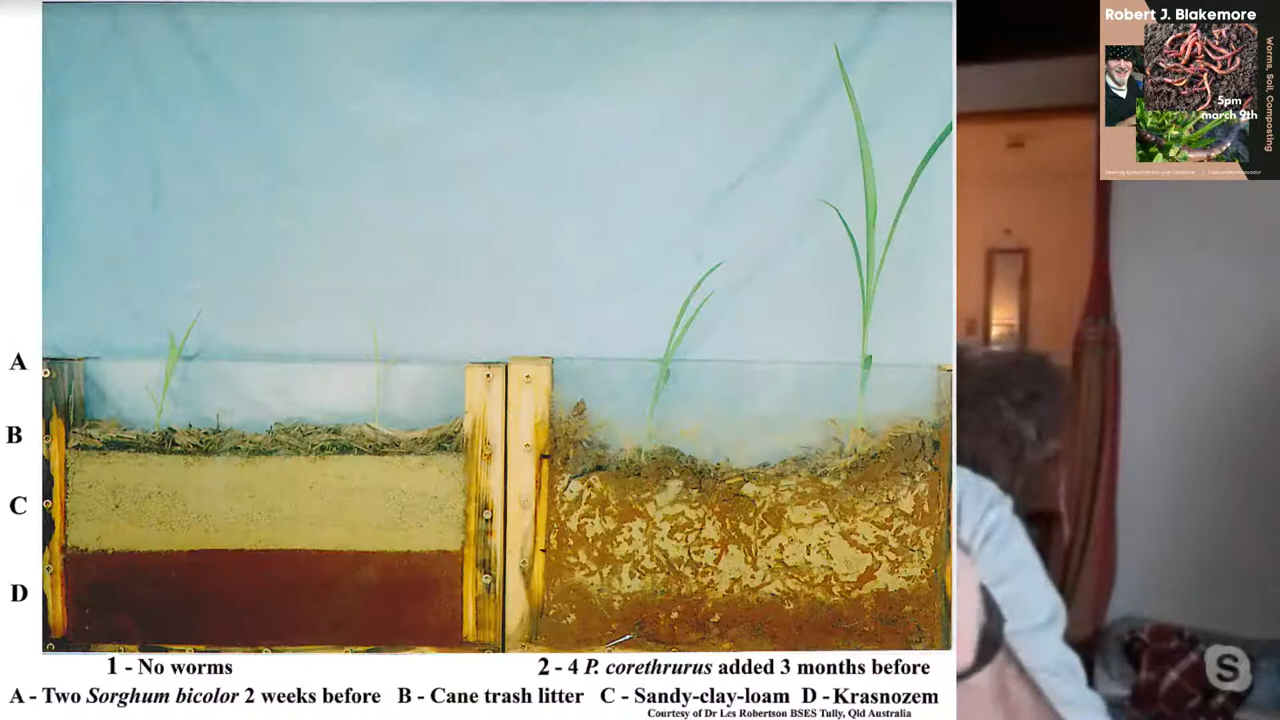 Robert J. Blakemore
Worms, Soil, Composting
5pm
march 9th
A
B
C
D
1 - No worms
2 - 4 P. corethrurus added 3 months before
A - Two Sorghum bicolor 2 weeks before B - Cane trash litter C - Sandy-clay-loam D - Krasnozem
Courtesy of Dr Les Robertson BSES Tully, Qld Australia